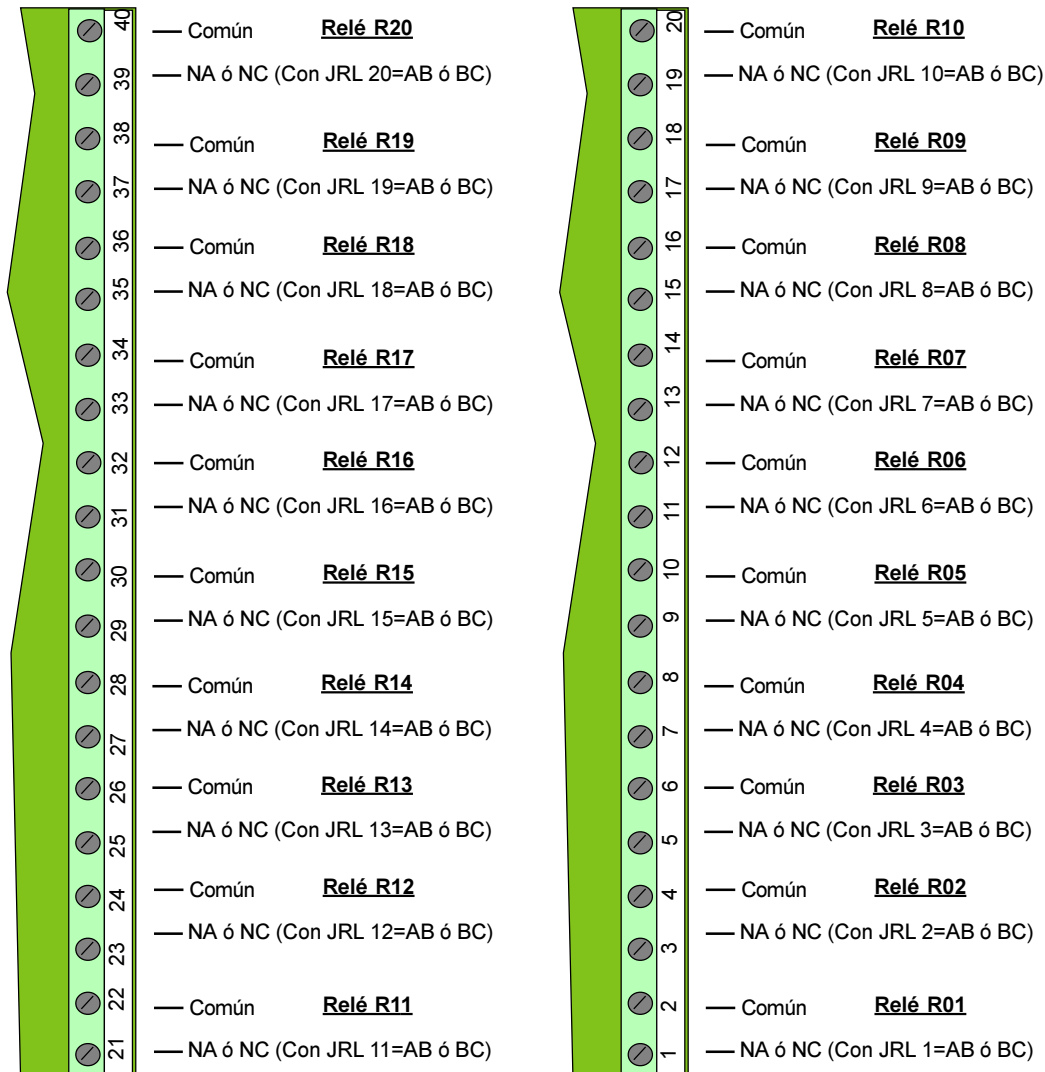 40 Común Relé R20
39 NA ó NC (Con JRL 20=AB ó BC)
38 Común Relé R19
37 NA ó NC (Con JRL 19=AB ó BC)
36 Común Relé R18
35 NA ó NC (Con JRL 18=AB ó BC)
34 Común Relé R17
33 NA ó NC (Con JRL 17=AB ó BC)
32 Común Relé R16
31 NA ó NC (Con JRL 16=AB ó BC)
30 Común Relé R15
29 NA ó NC (Con JRL 15=AB ó BC)
28 Común Relé R14
27 NA ó NC (Con JRL 14=AB ó BC)
26 Común Relé R13
25 NA ó NC (Con JRL 13=AB ó BC)
24 Común Relé R12
23 NA ó NC (Con JRL 12=AB ó BC)
22 Común Relé R11
21 NA ó NC (Con JRL 11=AB ó BC)
20 Común Relé R10
19 NA ó NC (Con JRL 10=AB ó BC)
18 Común Relé R09
17 NA ó NC (Con JRL 9=AB ó BC)
16 Común Relé R08
15 NA ó NC (Con JRL 8=AB ó BC)
14 Común Relé R07
13 NA ó NC (Con JRL 7=AB ó BC)
12 Común Relé R06
11 NA ó NC (Con JRL 6=AB ó BC)
10 Común Relé R05
9 NA ó NC (Con JRL 5=AB ó BC)
8 Común Relé R04
7 NA ó NC (Con JRL 4=AB ó BC)
6 Común Relé R03
5 NA ó NC (Con JRL 3=AB ó BC)
4 Común Relé R02
3 NA ó NC (Con JRL 2=AB ó BC)
2 Común Relé R01
1 NA ó NC (Con JRL 1=AB ó BC)